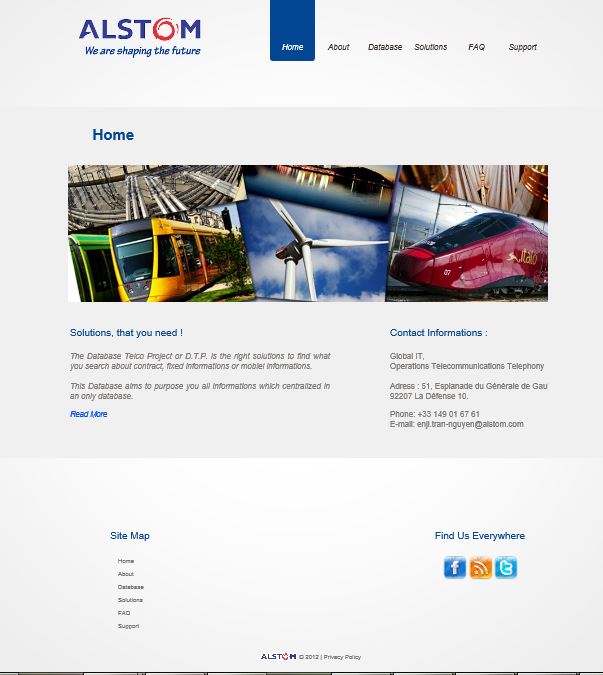 ALSTOM
We are shaping the future
Home About Database Solutions FAQ Support
Home
italo
07
Solutions, that you need !
The Database Telco Project or D.T.P. is the right solutions to find what
you search about contract, fixed informations or mobiel informations.
This Database aims to purpose you all informations which centralized in
an only database.
Read More
Contact Informations :
Global IT,
Operations Telecommunications Telephony
Adress : 51, Esplanade du Générale de Gau
92207 La Défense 10.
Phone: +33 149 01 67 61
E-mail: enji.tran-nguyen@alstom.com
Site Map
Home
About
Database
Solutions
FAQ
Support
Find Us Everywhere
ALSTOM © 2012 | Privacy Policy